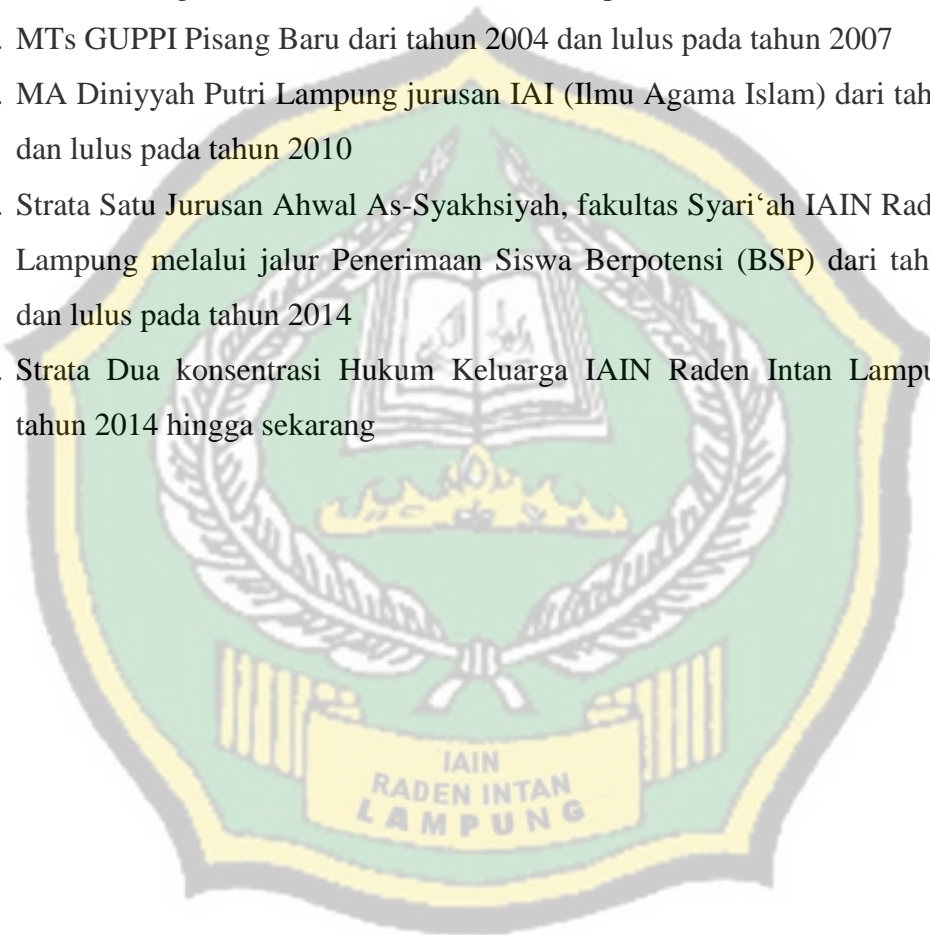 . MTs GUPPI Pisang Baru dari tahun 2004 dan lulus pada tahun 2007
. MA Diniyyah Putri Lampung jurusan IAI (Ilmu Agama Islam) dari tah
dan lulus pada tahun 2010
. Strata Satu Jurusan Ahwal As-Syakhsiyah, fakultas Syari‘ah IAIN Rad
Lampung melalui jalur Penerimaan Siswa Berpotensi (BSP) dari tah
dan lulus pada tahun 2014
. Strata Dua konsentrasi Hukum Keluarga IAIN Raden Intan Lampu
tahun 2014 hingga sekarang
IAIN
RADEN INTAN
LAMPUNG